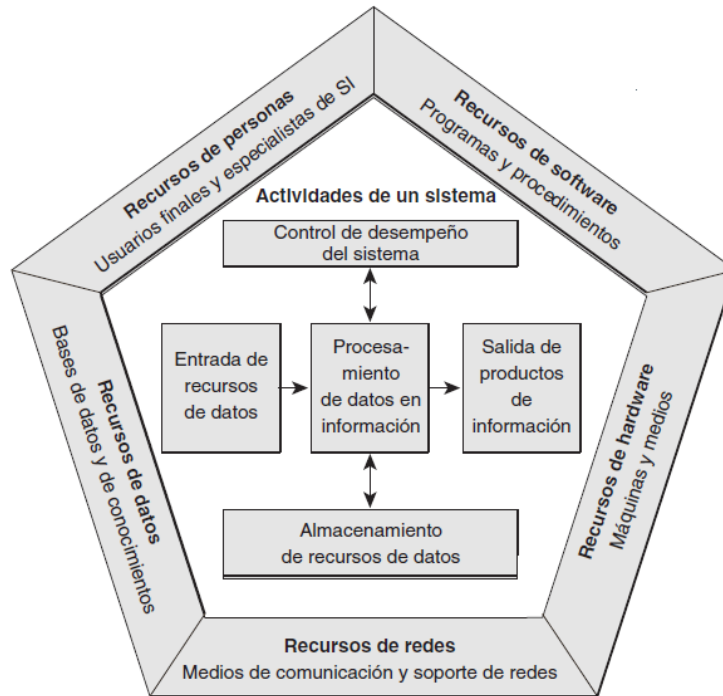 Recursos de personas
Usuarios finales y especialistas de SI
Recursos de software
Programas y procedimientos
Actividades de un sistema
Control de desempeño
del sistema
Entrada de
recursos
de datos
Procesa-
miento
de datos en
información
Salida de
productos
de
información
Almacenamiento
de recursos de datos
Recursos de datos
Bases de datos y de conocimientos
Recursos de hardware
Máquinas y medios
Recursos de redes
Medios de comunicación y soporte de redes